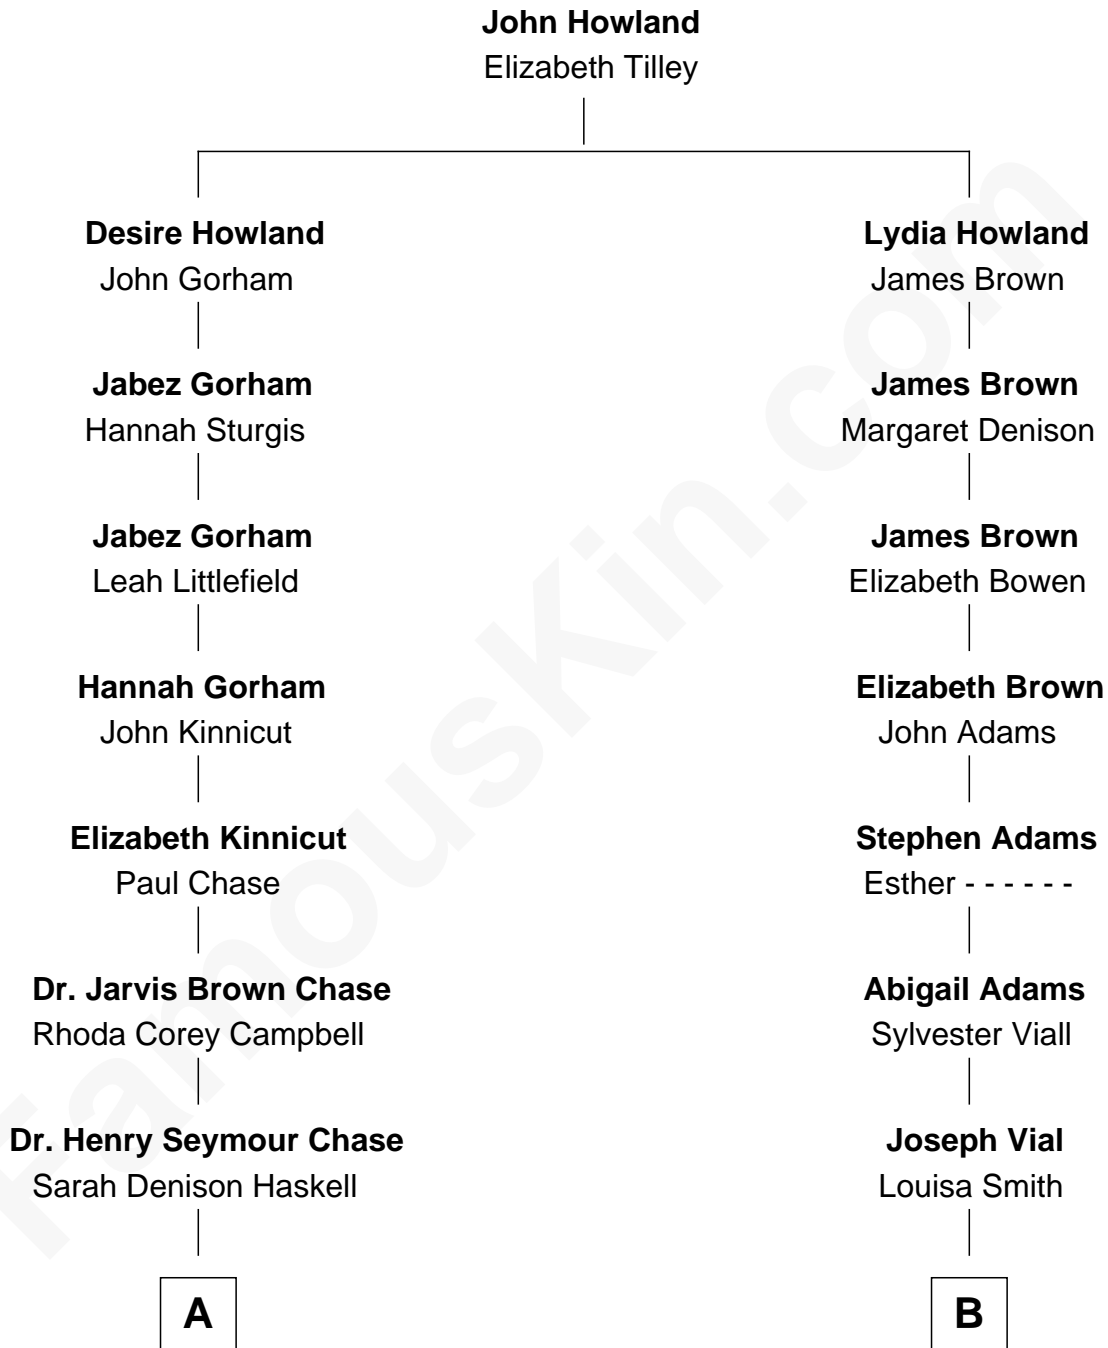 John Howland
Elizabeth Tilley
Desire Howland
John Gorham
Lydia Howland
James Brown
Jabez Gorham
Hannah Sturgis
James Brown
Margaret Denison
Jabez Gorham
Leah Littlefield
James Brown
Elizabeth Bowen
Hannah Gorham
John Kinnicut
Elizabeth Brown
John Adams
Elizabeth Kinnicut
Paul Chase
Stephen Adams
Esther - - - - - -
Dr. Jarvis Brown Chase
Rhoda Corey Campbell
Abigail Adams
Sylvester Viall
Dr. Henry Seymour Chase
Sarah Denison Haskell
Joseph Vial
Louisa Smith
A
B
FamousKin.com